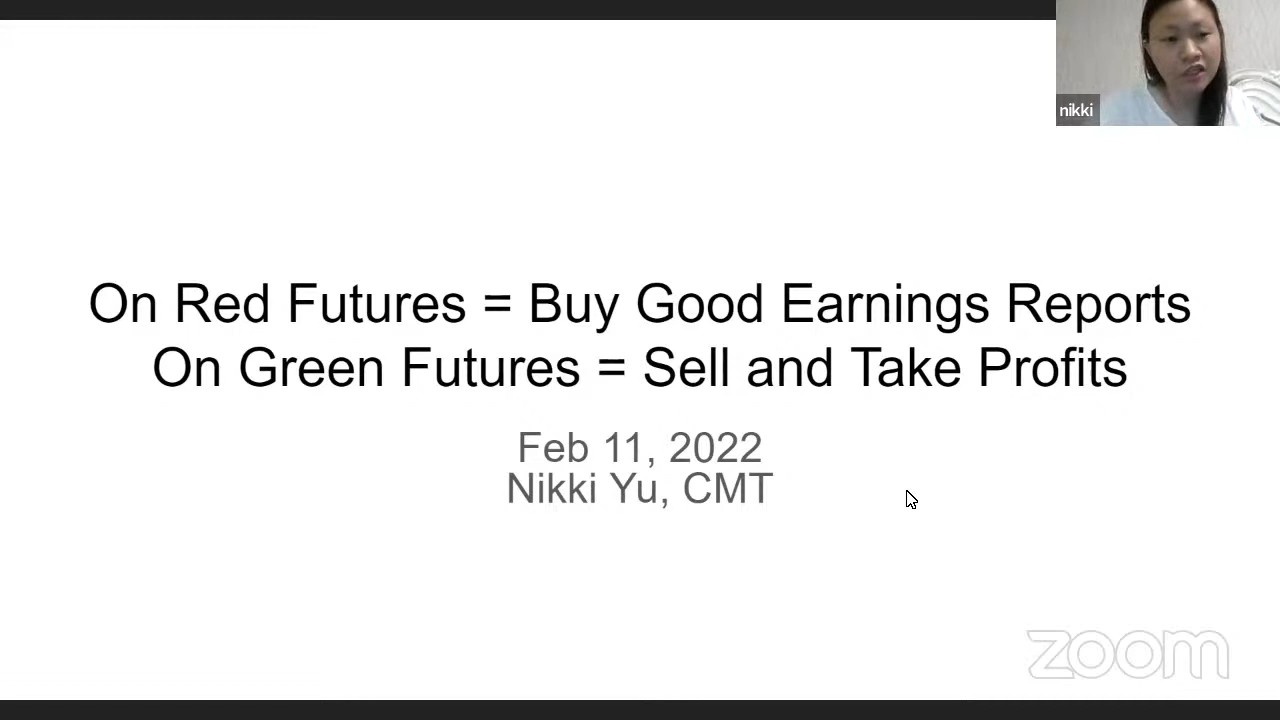 nikki
On Red Futures = Buy Good Earnings Reports
On Green Futures = Sell and Take Profits
Feb 11, 2022
Nikki Yu, CMT
zoom